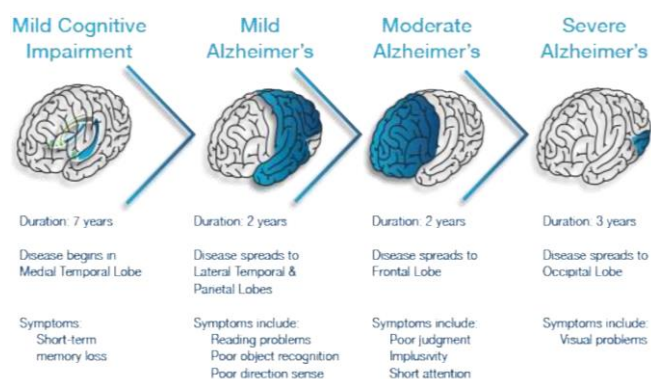 Mild Cognitive
Impairment
Mild
Alzheimer's
Moderate
Alzheimer's
Severe
Alzheimer's
Duration: 7 years
Duration: 2 years
Duration: 2 years
Duration: 3 years
Disease begins in
Medial Temporal Lobe
Disease spreads to
Lateral Temporal &
Parietal Lobes
Disease spreads to
Frontal Lobe
Disease spreads to
Occipital Lobe
Symptoms:
Short-term
memory loss
Symptoms include:
Reading problems
Poor object recognition
Poor direction sense
Symptoms include:
Poor judgment
Implusivity
Short attention
Symptoms include:
Visual problems